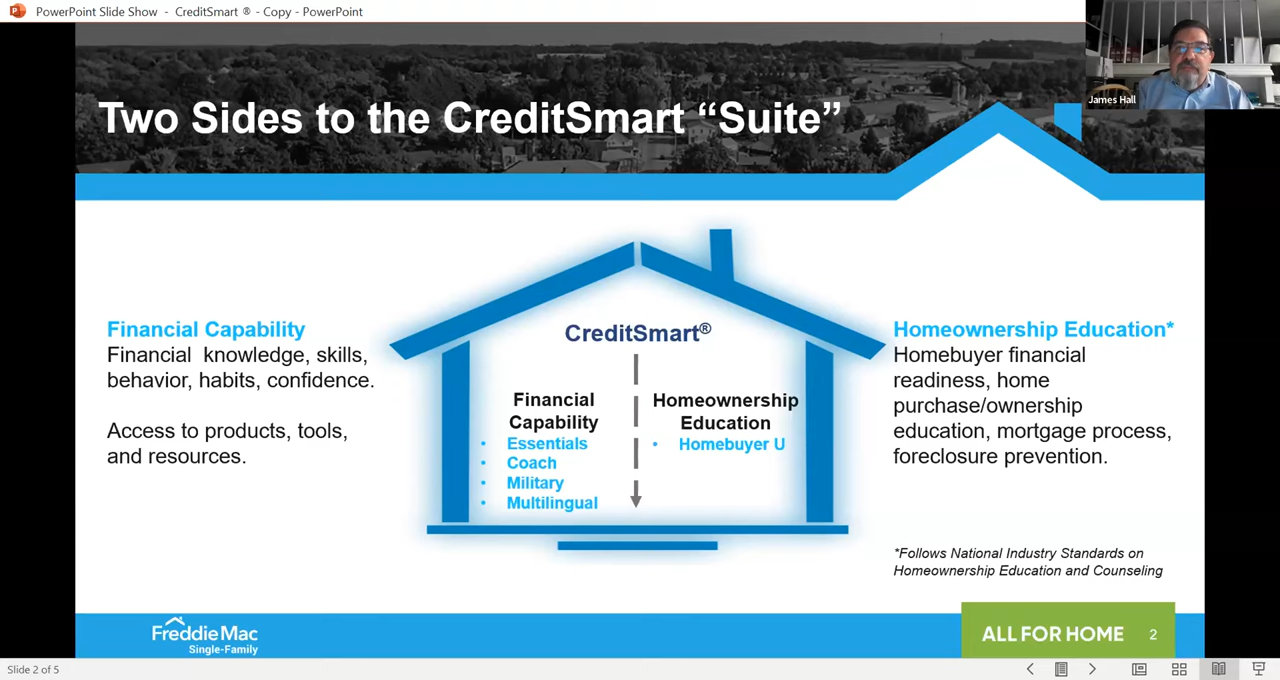 PowerPoint Slide Show - CreditSmart ® - Copy - PowerPoint
James Hall
Two Sides to the CreditSmart “Suite”
Financial Capability
Financial knowledge, skills,
behavior, habits, confidence.
Access to products, tools,
and resources.
CreditSmart®
Financial
Capability
• Essentials
• Coach
• Military
• Multilingual
Homeownership
Education
• Homebuyer U
Homeownership Education*
Homebuyer financial
readiness, home
purchase/ownership
education, mortgage process,
foreclosure prevention.
*Follows National Industry Standards on
Homeownership Education and Counseling
Freddie Mac
Single-Family
ALL FOR HOME 2
Slide 2 of 5